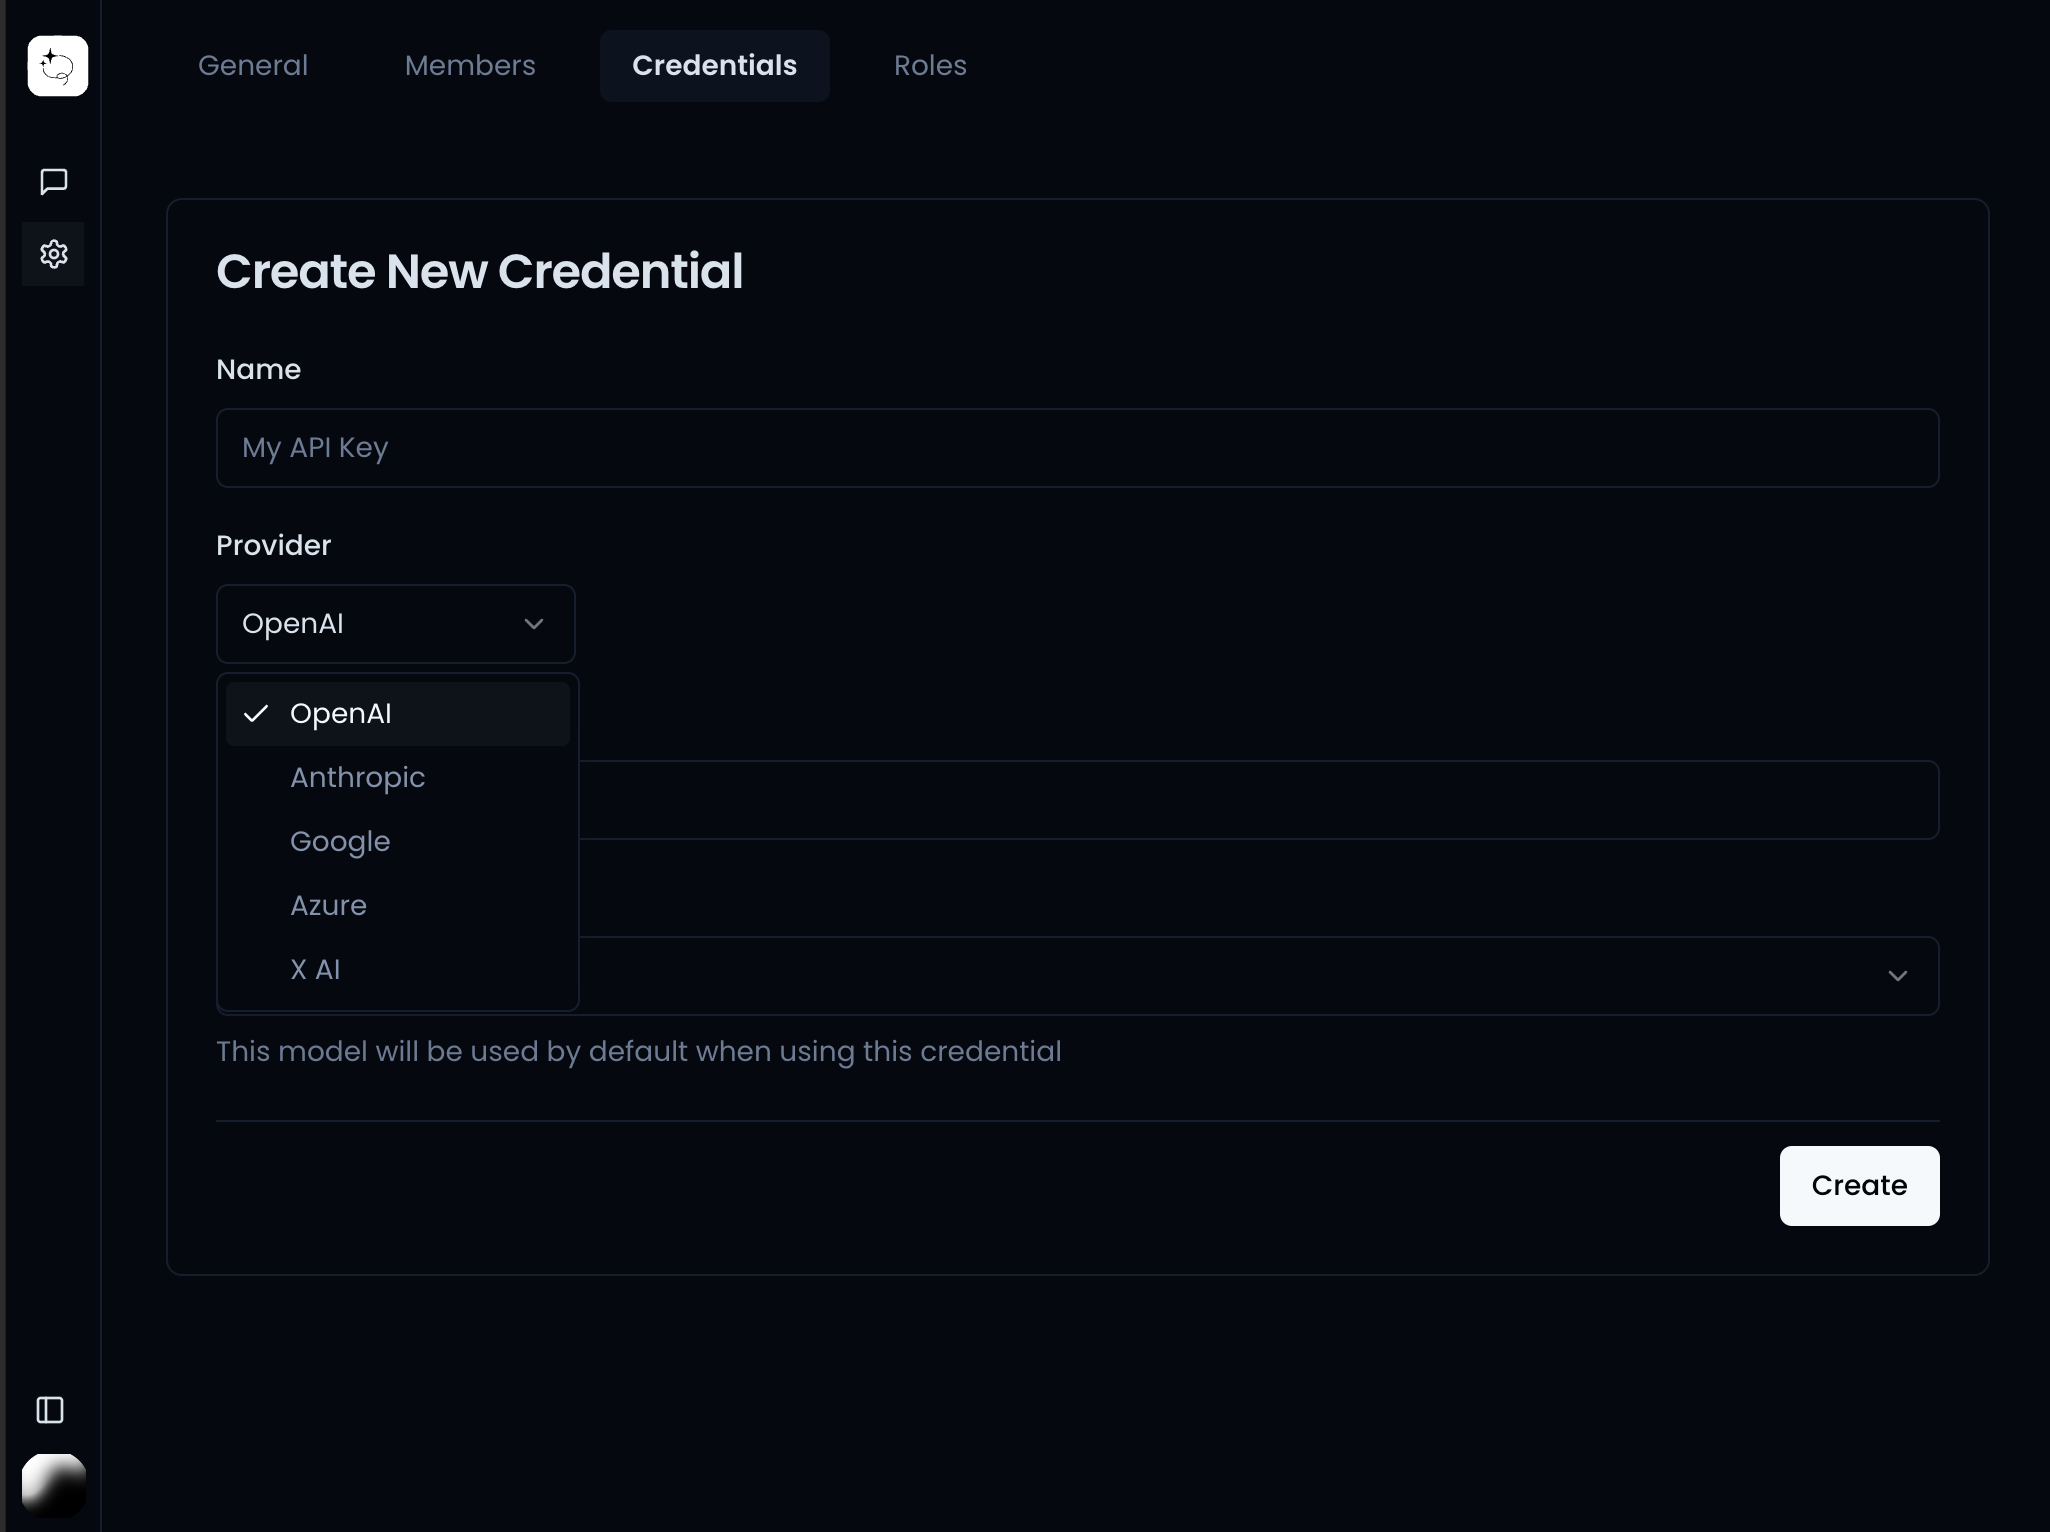 General
Members
Credentials
Roles
Create New Credential
Name
My API Key
Provider
OpenAI
OpenAI
Anthropic
Google
Azure
X AI
This model will be used by default when using this credential
Create